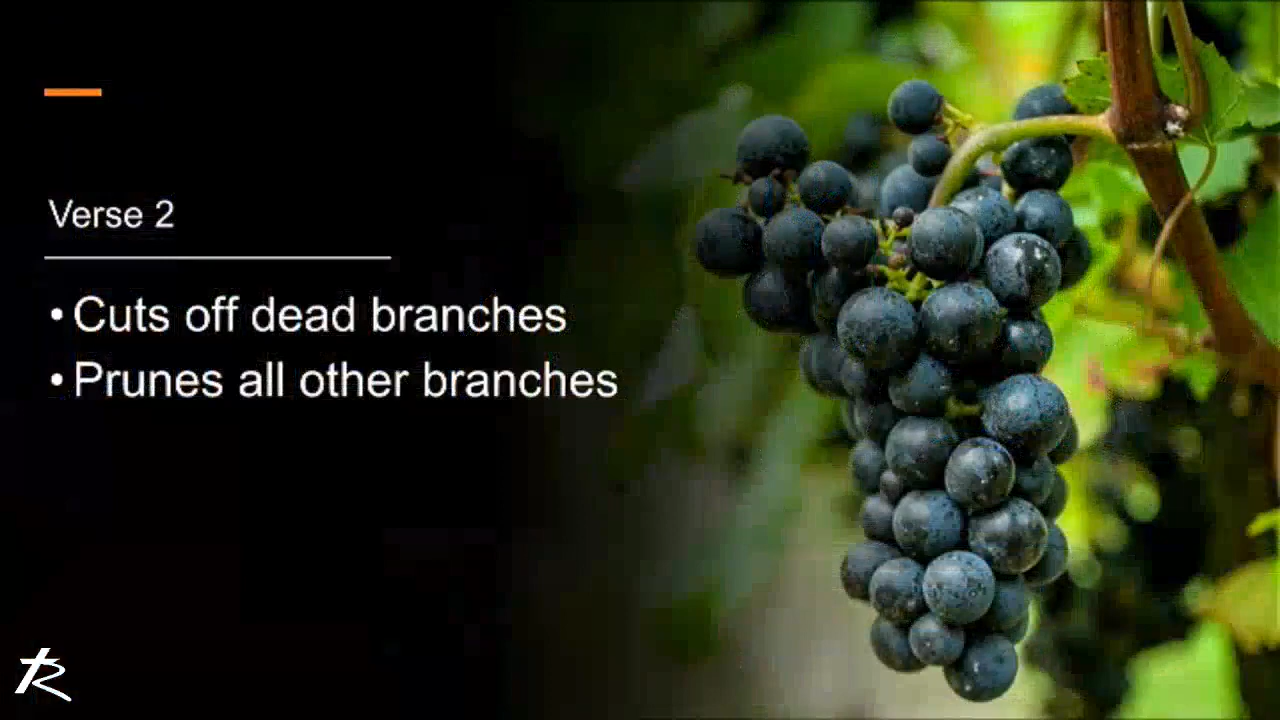 Verse 2
• Cuts off dead branches
• Prunes all other branches